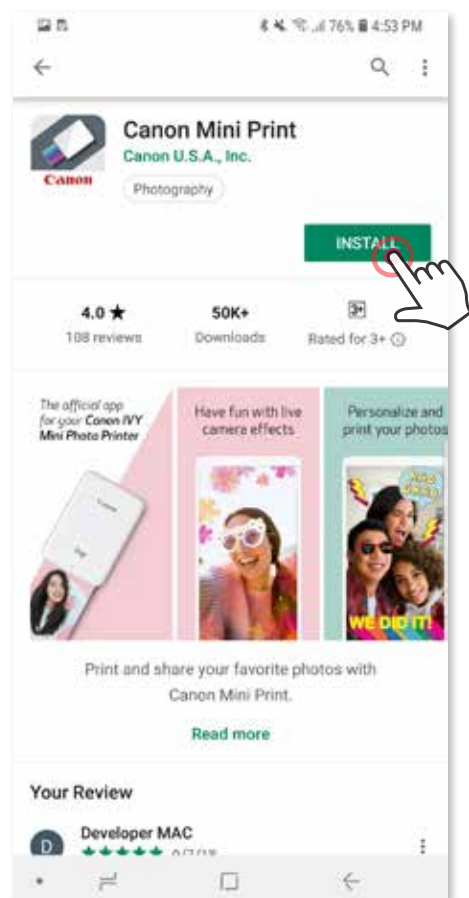 76% 4:53 PM
Canon Mini Print
Canon U.S.A., Inc.
Canon
Photography
INSTALL
4.0 ★
50K+
3+
108 reviews
Downloads
Rated for 3+
The official app
for your Canon IVY
Mini Photo Printer
Have fun with live
camera effects
Personalize and
print your photos
WE DID IT!
Print and share your favorite photos with
Canon Mini Print.
Read more
Your Review
D
Developer MAC